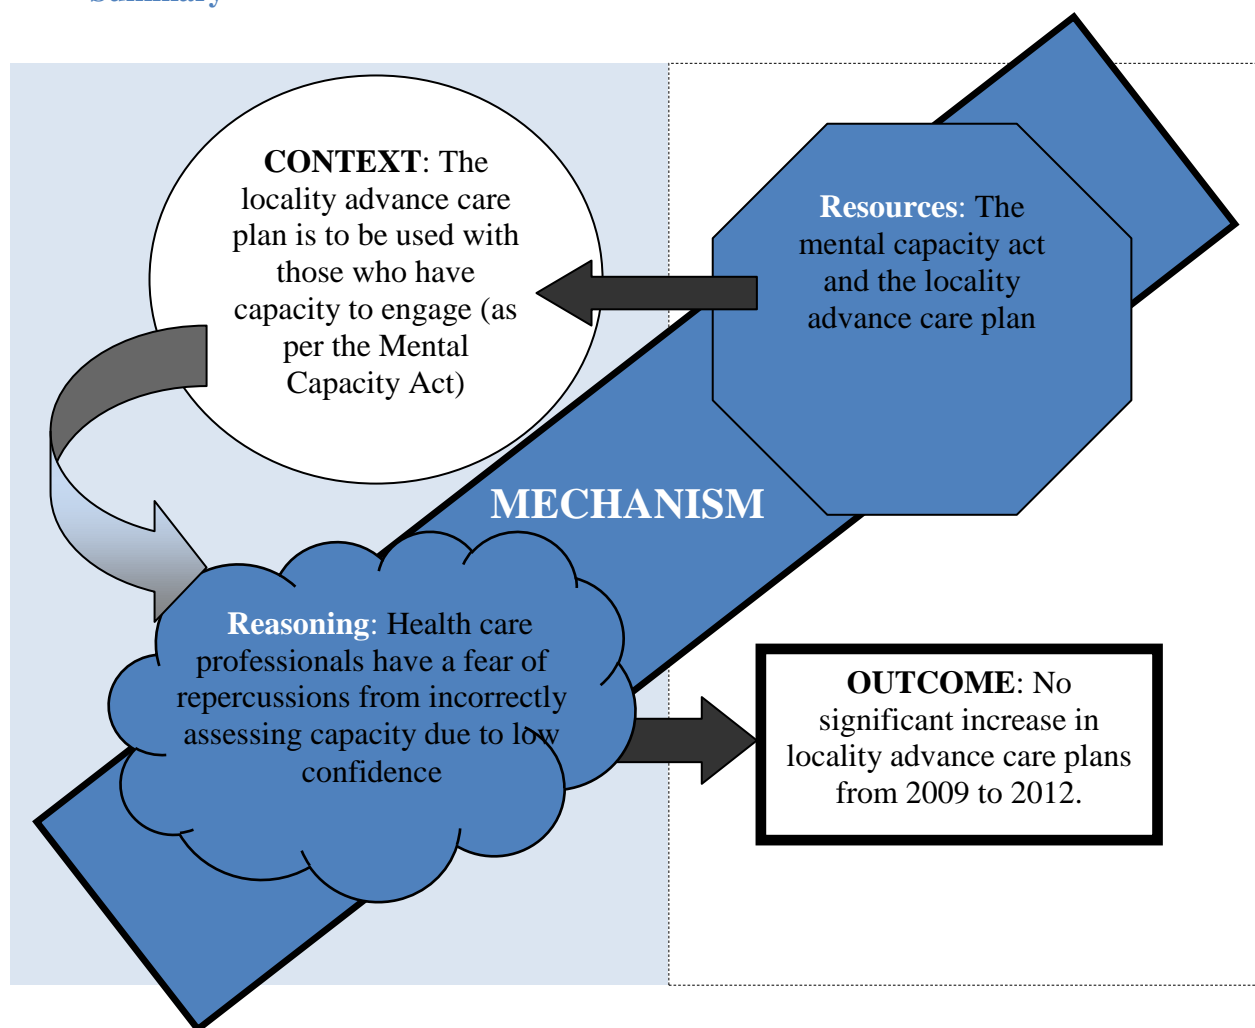 Summary
CONTEXT: The
locality advance care
plan is to be used with
those who have
capacity to engage (as
per the Mental
Capacity Act)
Resources: The
mental capacity act
and the locality
advance care plan
MECHANISM
Reasoning: Health care
professionals have a fear of
repercussions from incorrectly
assessing capacity due to low
confidence
OUTCOME: No
significant increase in
locality advance care plans
from 2009 to 2012.